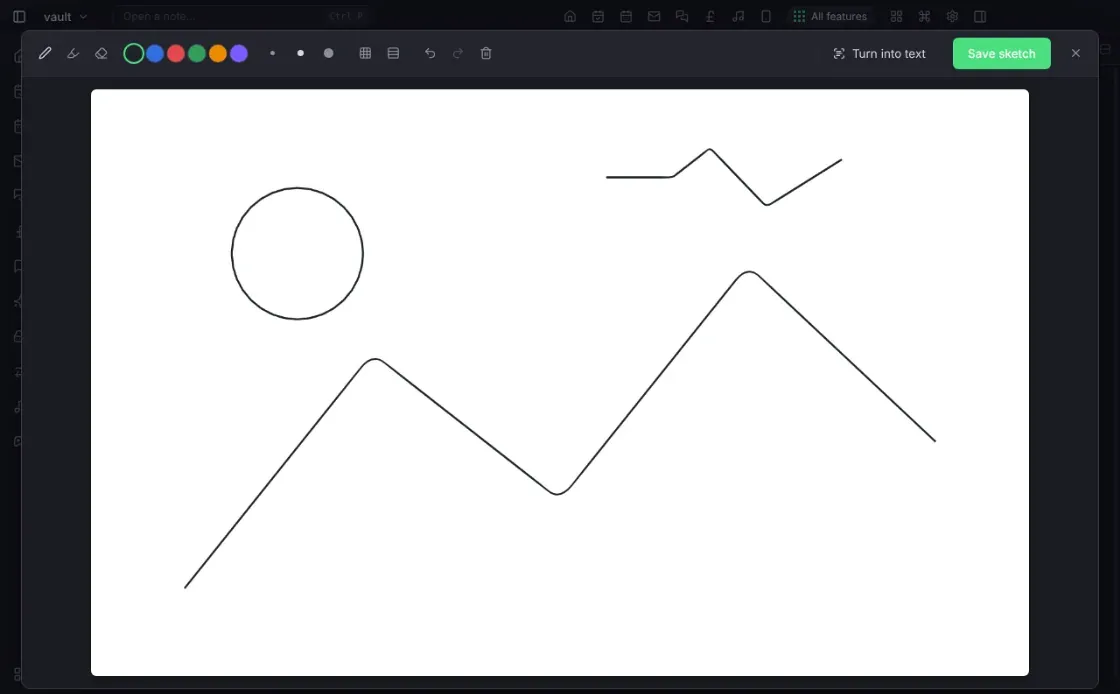 vault
Open a note...
Ctrl P
£
All features
Turn into text
Save sketch